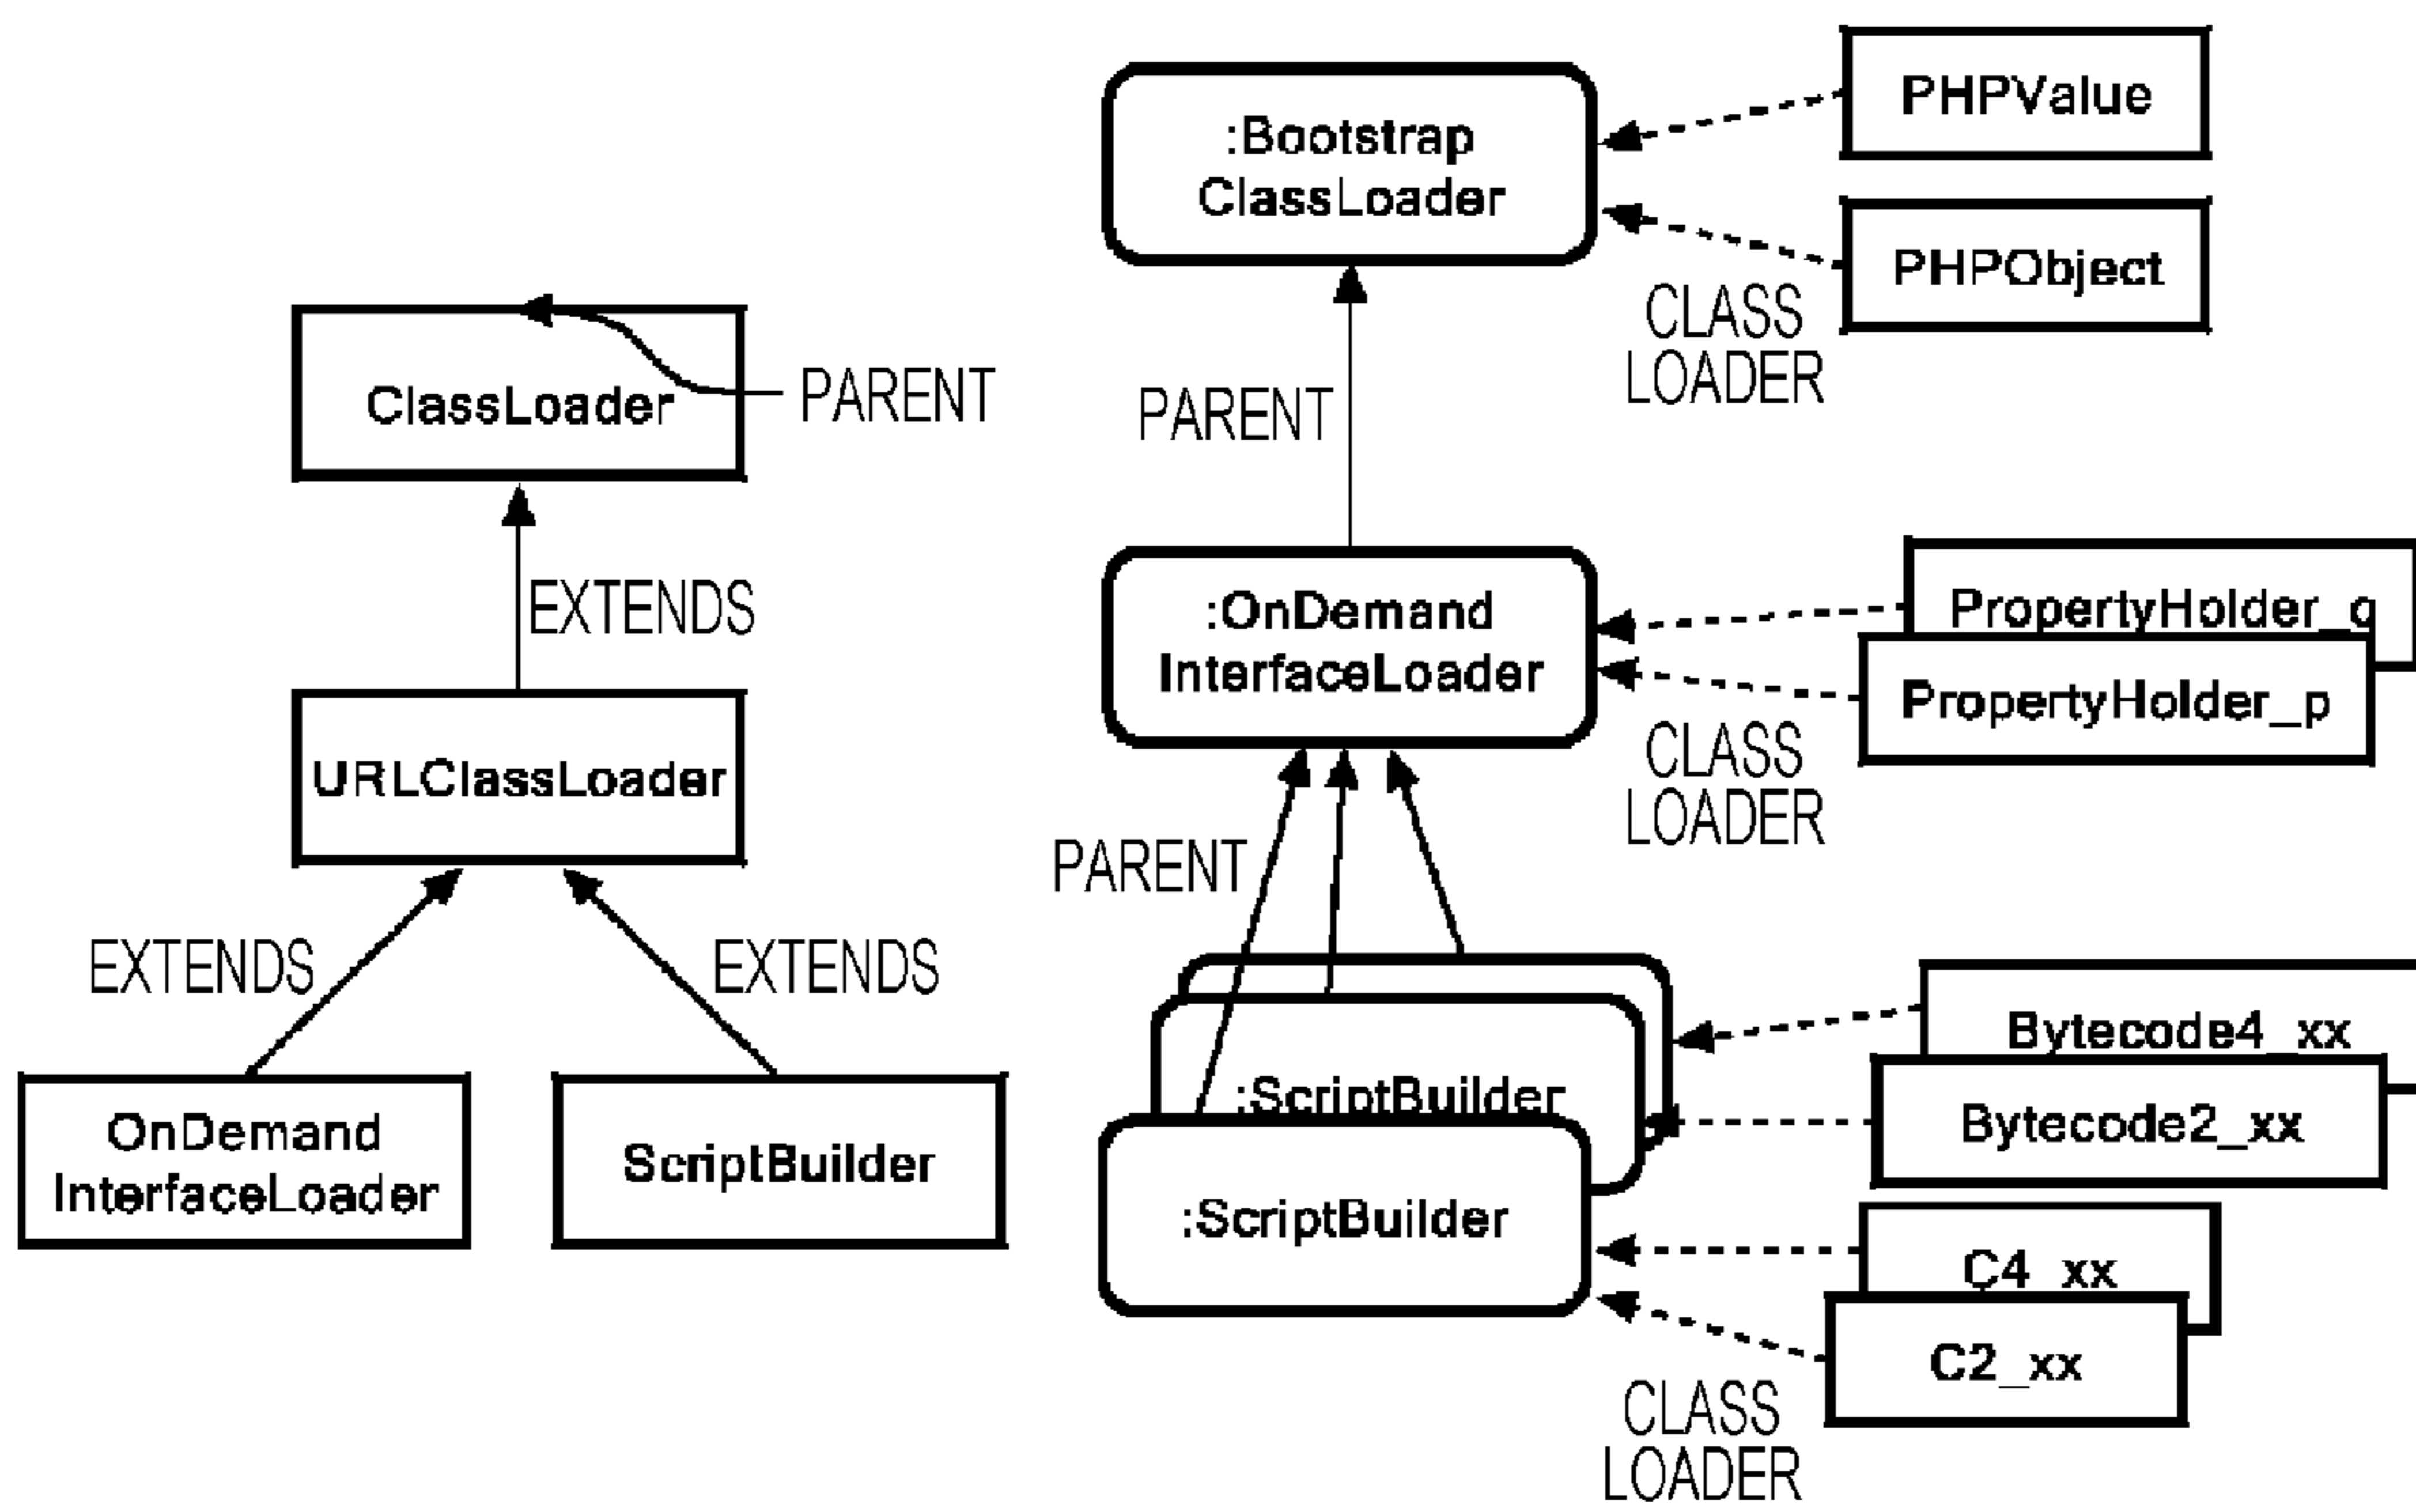 ClassLoader
PARENT
EXTENDS
URLClassLoader
EXTENDS
EXTENDS
OnDemand
InterfaceLoader
ScriptBuilder
:Bootstrap
ClassLoader
PHPValue
PHPObject
CLASS
LOADER
PARENT
:OnDemand
InterfaceLoader
PropertyHolder_q
PropertyHolder_p
CLASS
LOADER
PARENT
:ScriptBuilder
:ScriptBuilder
Bytecode4_xx
Bytecode2_xx
C4_xx
C2_xx
CLASS
LOADER